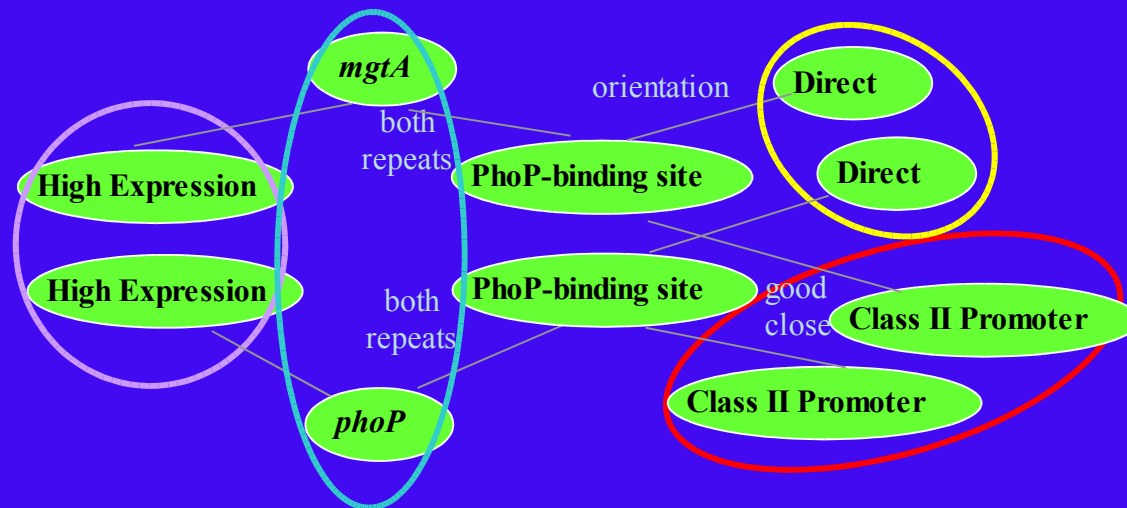 mgtA
orientation
Direct
both
repeats
High Expression
PhoP-binding site
Direct
High Expression
PhoP-binding site
both
repeats
good
close
Class II Promoter
Class II Promoter
phoP